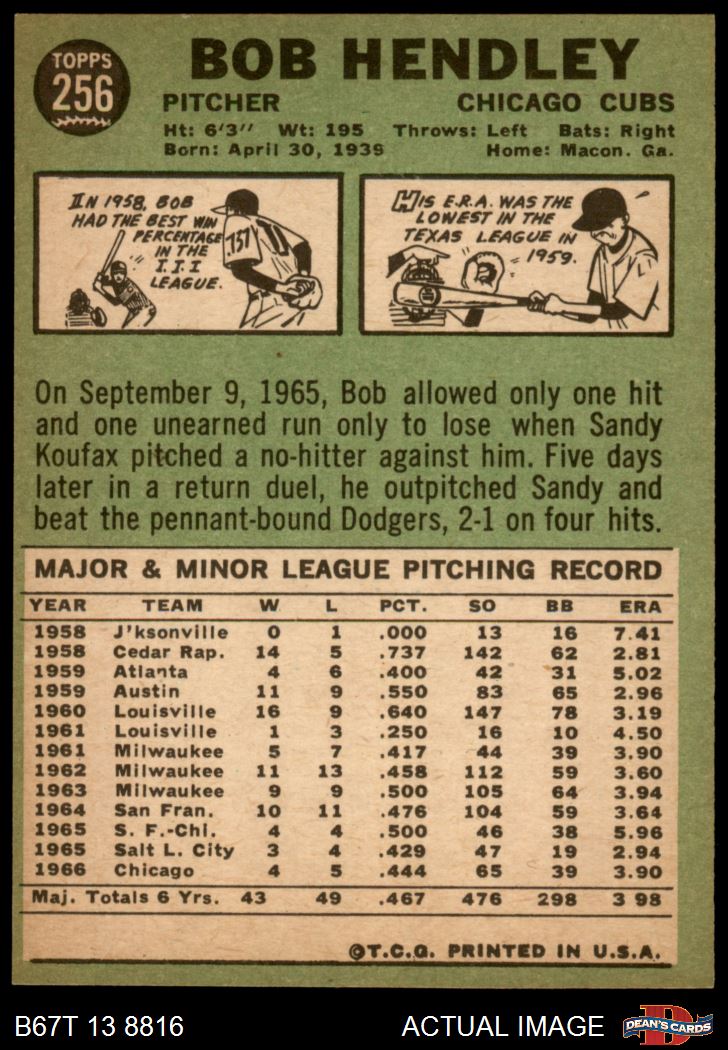 TOPPS
256
BOB HENDLEY
PITCHER CHICAGO CUBS
Ht: 6'3" Wt: 195 Throws: Left Bats: Right
Born: April 30, 1939 Home: Macon. Ga.
IN 1958, BOB
HAD THE BEST WIN
PERCENTAGE
IN THE
I.I.I
LEAGUE.
.737
HIS E.R.A. WAS THE
LOWEST IN THE
TEXAS LEAGUE IN
1959.
On September 9, 1965, Bob allowed only one hit
and one unearned run only to lose when Sandy
Koufax pitched a no-hitter against him. Five days
later in a return duel, he outpitched Sandy and
beat the pennant-bound Dodgers, 2-1 on four hits.
MAJOR & MINOR LEAGUE PITCHING RECORD
YEAR TEAM W L PCT. SO BB ERA
1958 J'ksonville 0 1 .000 13 16 7.41
1958 Cedar Rap. 14 5 .737 142 62 2.81
1959 Atlanta 4 6 .400 42 31 5.02
1959 Austin 11 9 .550 83 65 2.96
1960 Louisville 16 9 .640 147 78 3.19
1961 Louisville 1 3 .250 16 10 4.50
1961 Milwaukee 5 7 .417 44 39 3.90
1962 Milwaukee 11 13 .458 112 59 3.60
1963 Milwaukee 9 9 .500 105 64 3.94
1964 San Fran. 10 11 .476 104 59 3.64
1965 S. F.-Chi. 4 4 .500 46 38 5.96
1965 Salt L. City 3 4 .429 47 19 2.94
1966 Chicago 4 5 .444 65 39 3.90
Maj. Totals 6 Yrs. 43 49 .467 476 298 3 98
©T.C.G. PRINTED IN U.S.A.
B67T 13 8816 ACTUAL IMAGE
D
DEAN'S CARDS